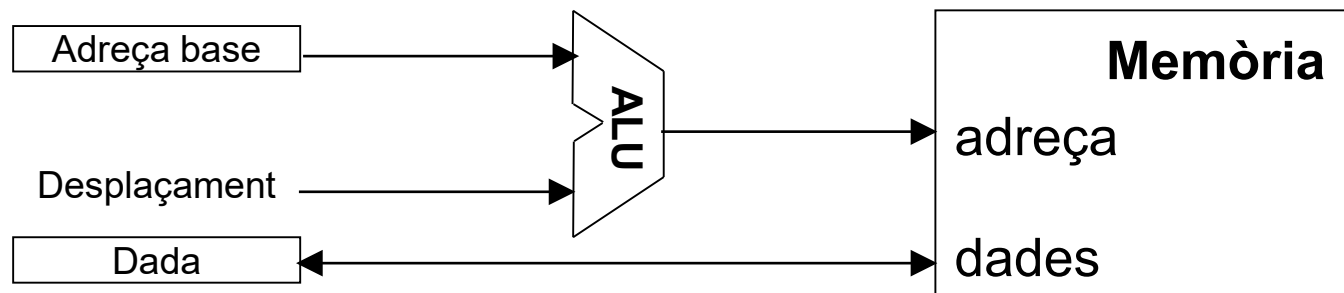 Adreça base
Desplaçament
Dada
ALU
Memòria
adreça
dades